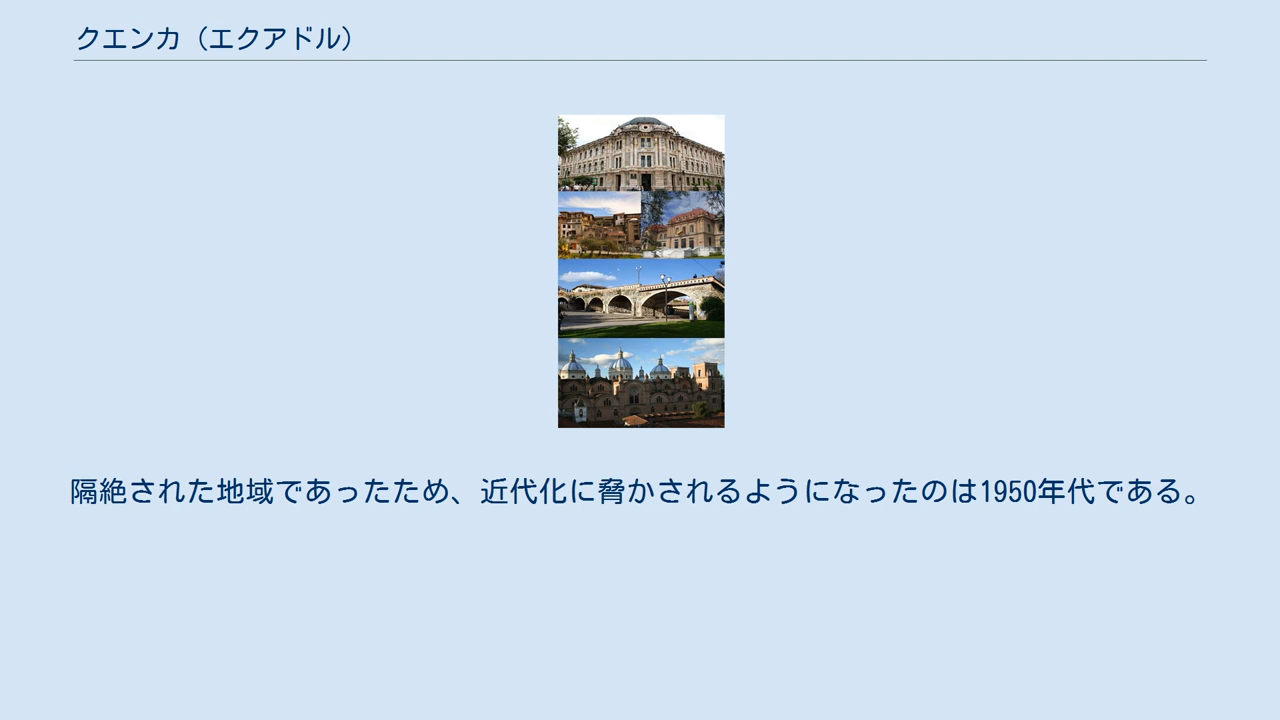 クエンカ（エクアドル）
隔絶された地域であったため、近代化に脅かされるようになったのは1950年代である。